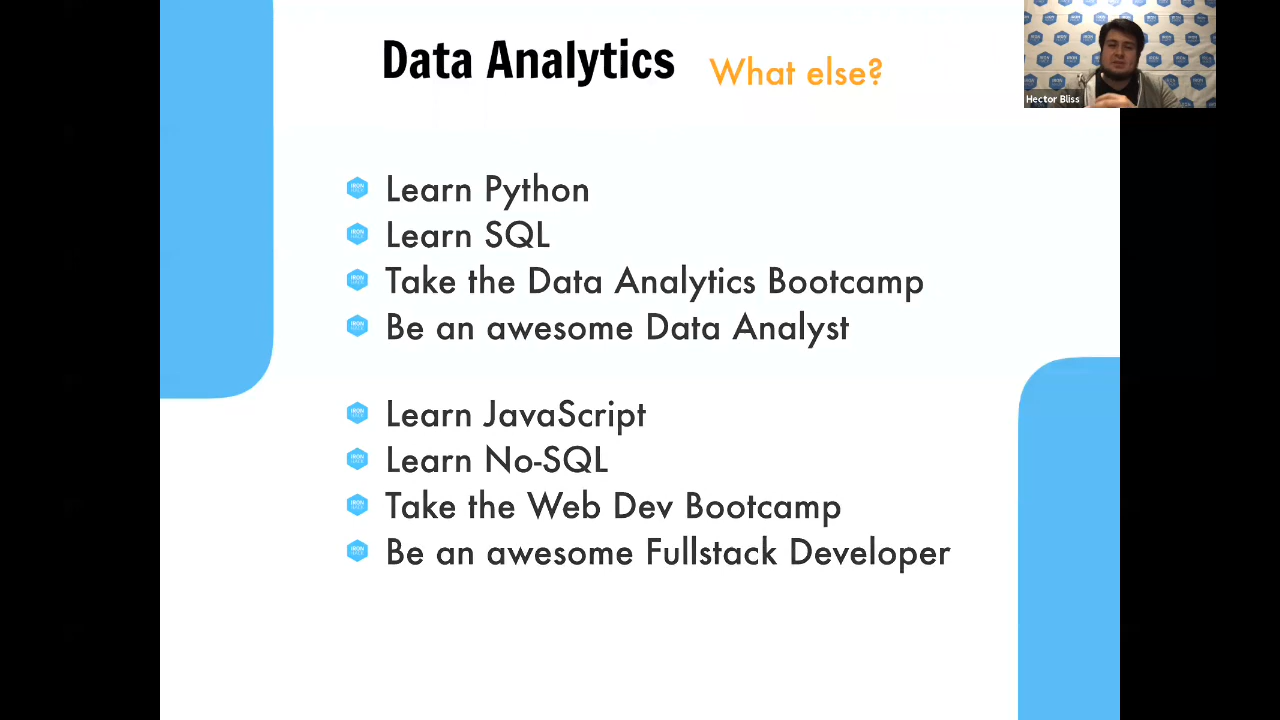 Data Analytics What else?
Hector Bliss
Learn Python
Learn SQL
Take the Data Analytics Bootcamp
Be an awesome Data Analyst
Learn JavaScript
Learn No-SQL
Take the Web Dev Bootcamp
Be an awesome Fullstack Developer